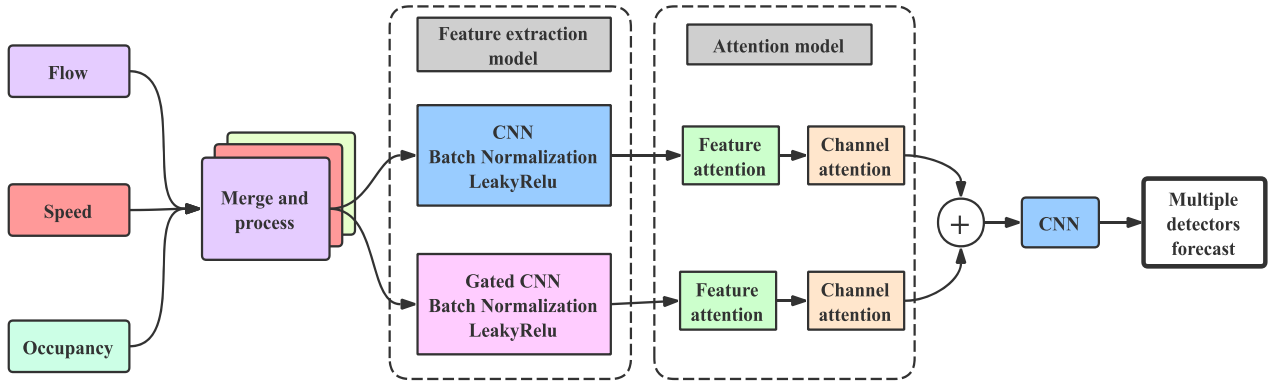 Flow
Speed
Occupancy
Merge and
process
Feature extraction
model
CNN
Batch Normalization
LeakyRelu
Gated CNN
Batch Normalization
LeakyRelu
Attention model
Feature
attention
Channel
attention
Feature
attention
Channel
attention
+
CNN
Multiple
detectors
forecast